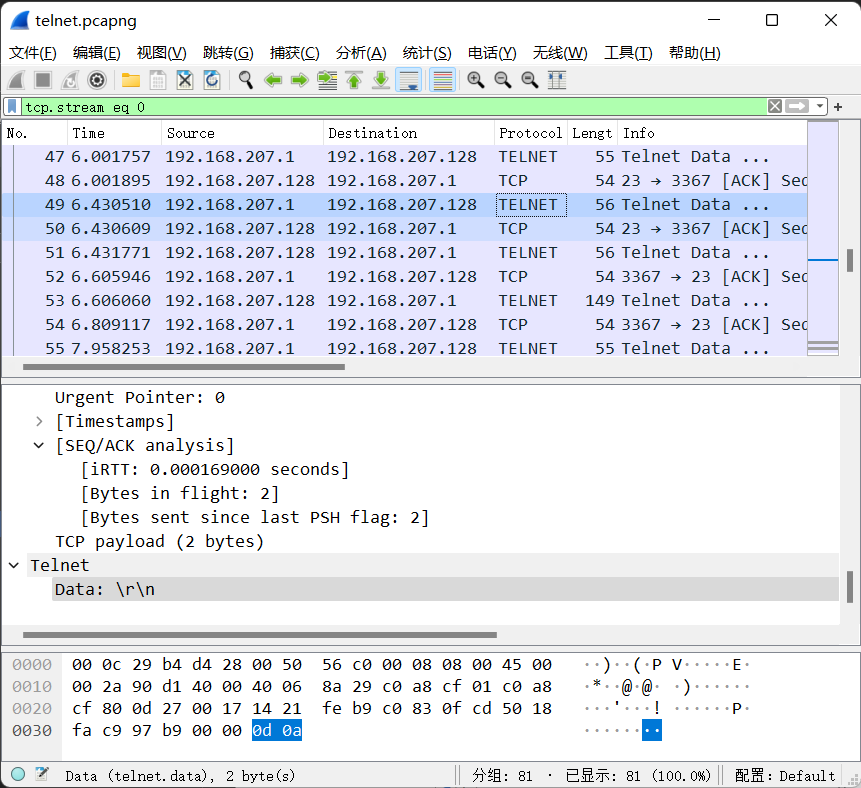 telnet.pcapng
文件(F) 编辑(E) 视图(V) 跳转(G) 捕获(C) 分析(A) 统计(S) 电话(Y) 无线(W) 工具(T) 帮助(H)
tcp.stream eq 0
No. Time Source Destination Protocol Lengt Info
47 6.001757 192.168.207.1 192.168.207.128 TELNET 55 Telnet Data ...
48 6.001895 192.168.207.128 192.168.207.1 TCP 54 23 → 3367 [ACK] Sec
49 6.430510 192.168.207.1 192.168.207.128 TELNET 56 Telnet Data ...
50 6.430609 192.168.207.128 192.168.207.1 TCP 54 23 → 3367 [ACK] Sec
51 6.431771 192.168.207.128 192.168.207.1 TELNET 56 Telnet Data ...
52 6.605946 192.168.207.1 192.168.207.128 TCP 54 3367 → 23 [ACK] Sec
53 6.606060 192.168.207.128 192.168.207.1 TELNET 149 Telnet Data ...
54 6.809117 192.168.207.1 192.168.207.128 TCP 54 3367 → 23 [ACK] Sec
55 7.958253 192.168.207.1 192.168.207.128 TELNET 55 Telnet Data ...
Urgent Pointer: 0
[Timestamps]
[SEQ/ACK analysis]
[iRTT: 0.000169000 seconds]
[Bytes in flight: 2]
[Bytes sent since last PSH flag: 2]
TCP payload (2 bytes)
Telnet
Data: \r\n
0000 00 0c 29 b4 d4 28 00 50 56 c0 00 08 08 00 45 00 ··)··(·P V·····E·
0010 00 2a 90 d1 40 00 40 06 8a 29 c0 a8 cf 01 c0 a8 ·*··@·@· ·)······
0020 cf 80 0d 27 00 17 14 21 fe b9 c0 83 0f cd 50 18 ···'···! ······P·
0030 fa c9 97 b9 00 00 0d 0a ········
Data (telnet.data), 2 byte(s) 分组: 81 · 已显示: 81 (100.0%) 配置: Default